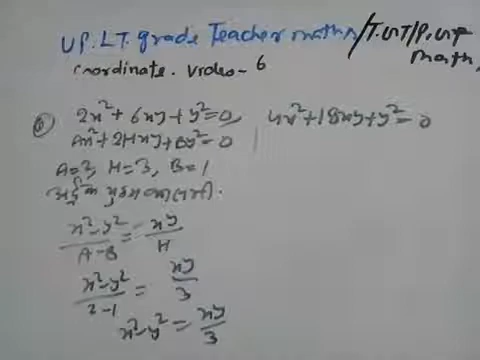 UP. LT. grade Teacher maths/T.GT/P.GT
coordinate. Video-6 math,
2x²+6xy+y²=0, 4x²+18xy+y²=0
Ax²+2Hxy+By²=0
A=2, H=3, B=1
x²-y²/A-B = xy/H
x²-y²/2-1 = xy/3
x²-y² = xy/3